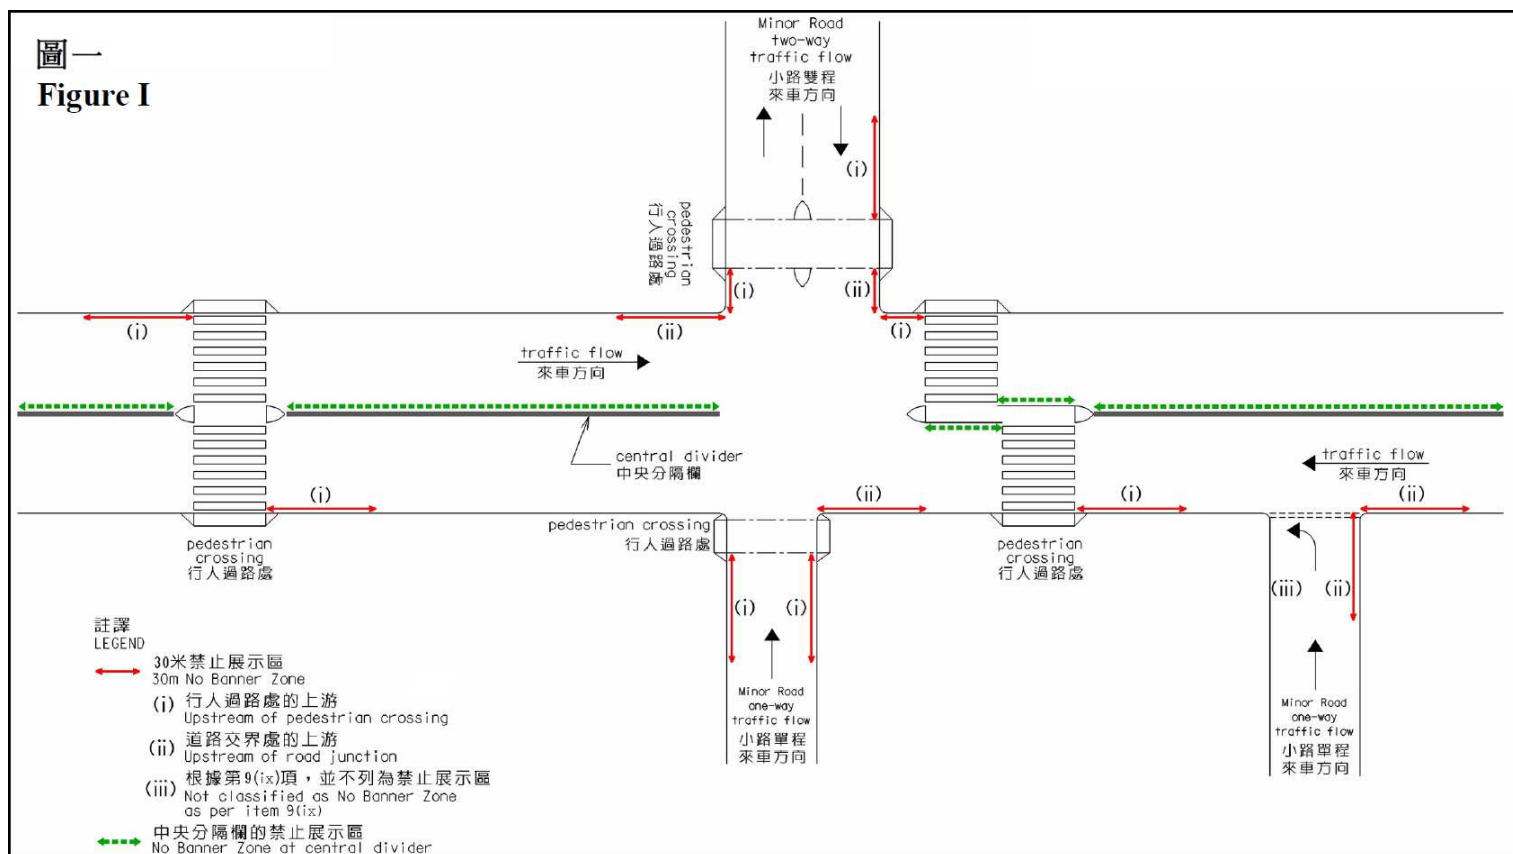 圖一
Figure I
Minor Road
two-way
traffic flow
小路雙程
來車方向
(i)
pedestrian
crossing
行人過路處
(i)
(ii)
(i)
(ii)
(i)
traffic flow
來車方向
central divider
中央分隔欄
traffic flow
來車方向
(i)
(ii)
(i)
(ii)
pedestrian
crossing
行人過路處
pedestrian crossing
行人過路處
pedestrian
crossing
行人過路處
(i)
(i)
(iii)
(ii)
Minor Road
one-way
traffic flow
小路單程
來車方向
Minor Road
one-way
traffic flow
小路單程
來車方向
註譯
LEGEND
30米禁止展示區
30m No Banner Zone
(i) 行人過路處的上游
Upstream of pedestrian crossing
(ii) 道路交界處的上游
Upstream of road junction
(iii) 根據第9(ix)項，並不列為禁止展示區
Not classified as No Banner Zone
as per item 9(ix)
中央分隔欄的禁止展示區
No Banner Zone at central divider